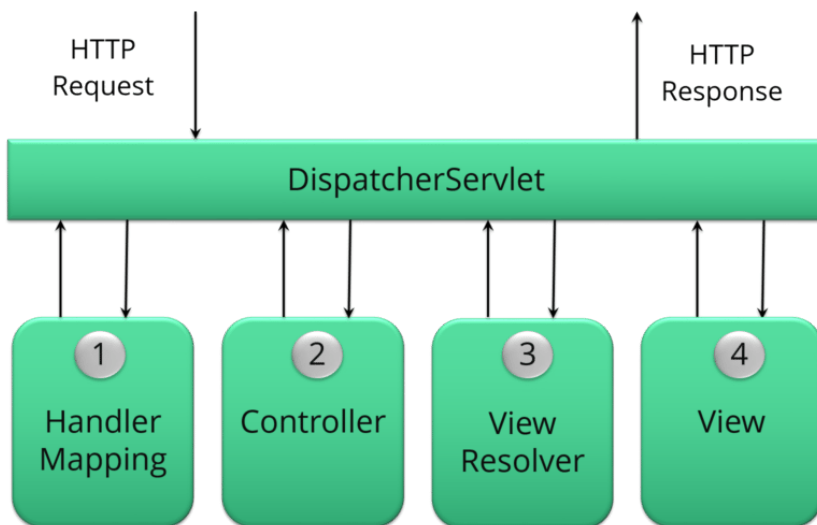 HTTP
Request
HTTP
Response
DispatcherServlet
1
Handler
Mapping
2
Controller
3
View
Resolver
4
View